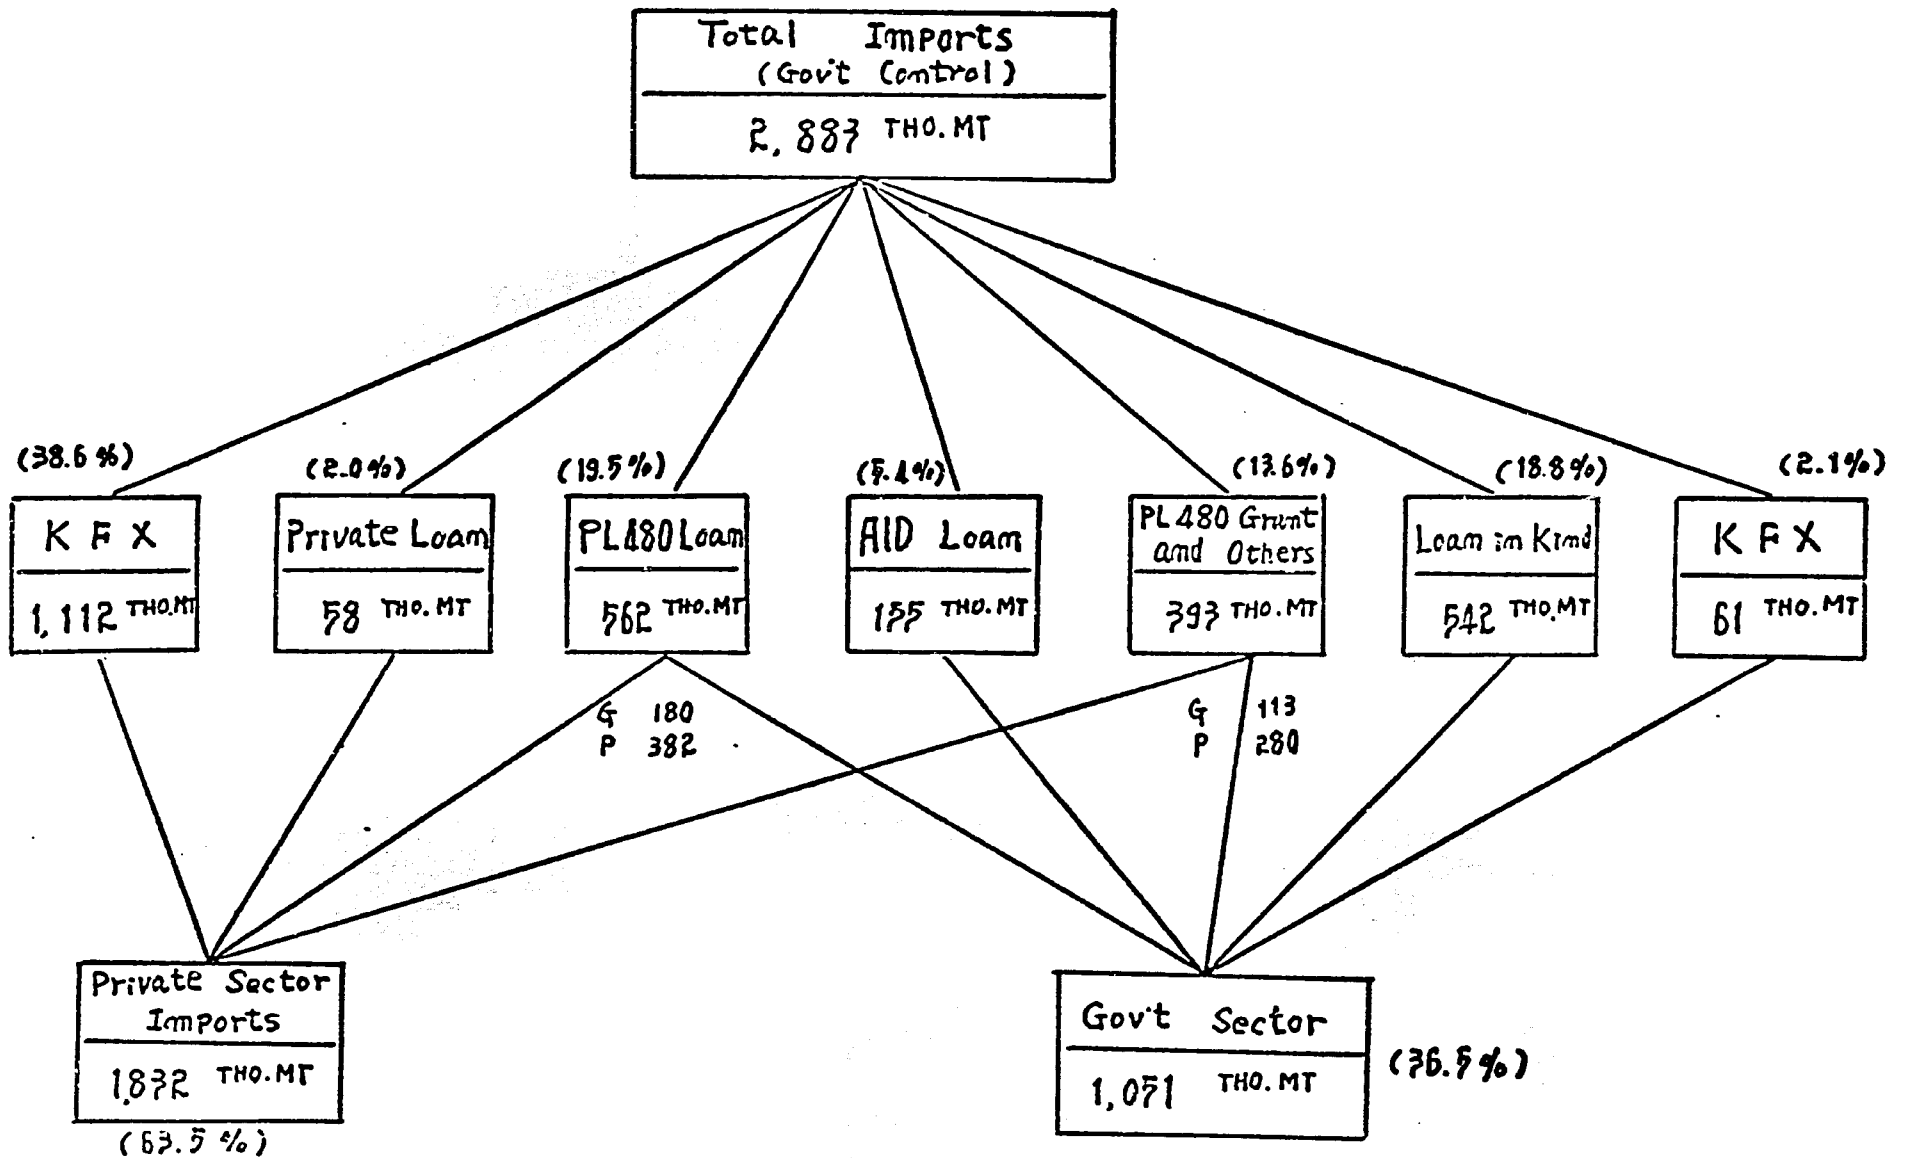 Total Imports
(Gov't Control)
2,883 THO.MT
(38.6%)
(2.0%)
(19.5%)
(5.4%)
(13.6%)
(18.8%)
(2.1%)
K F X
1,112 THO.MT
Private Loan
58 THO.MT
PL480 Loan
562 THO.MT
AID Loan
155 THO.MT
PL480 Grant
and Others
393 THO.MT
Loan in Kind
542 THO.MT
K F X
61 THO.MT
G 180
P 382
G 113
P 280
Private Sector
Imports
1,832 THO.MT
(63.5%)
Gov't Sector
1,051 THO.MT
(36.5%)